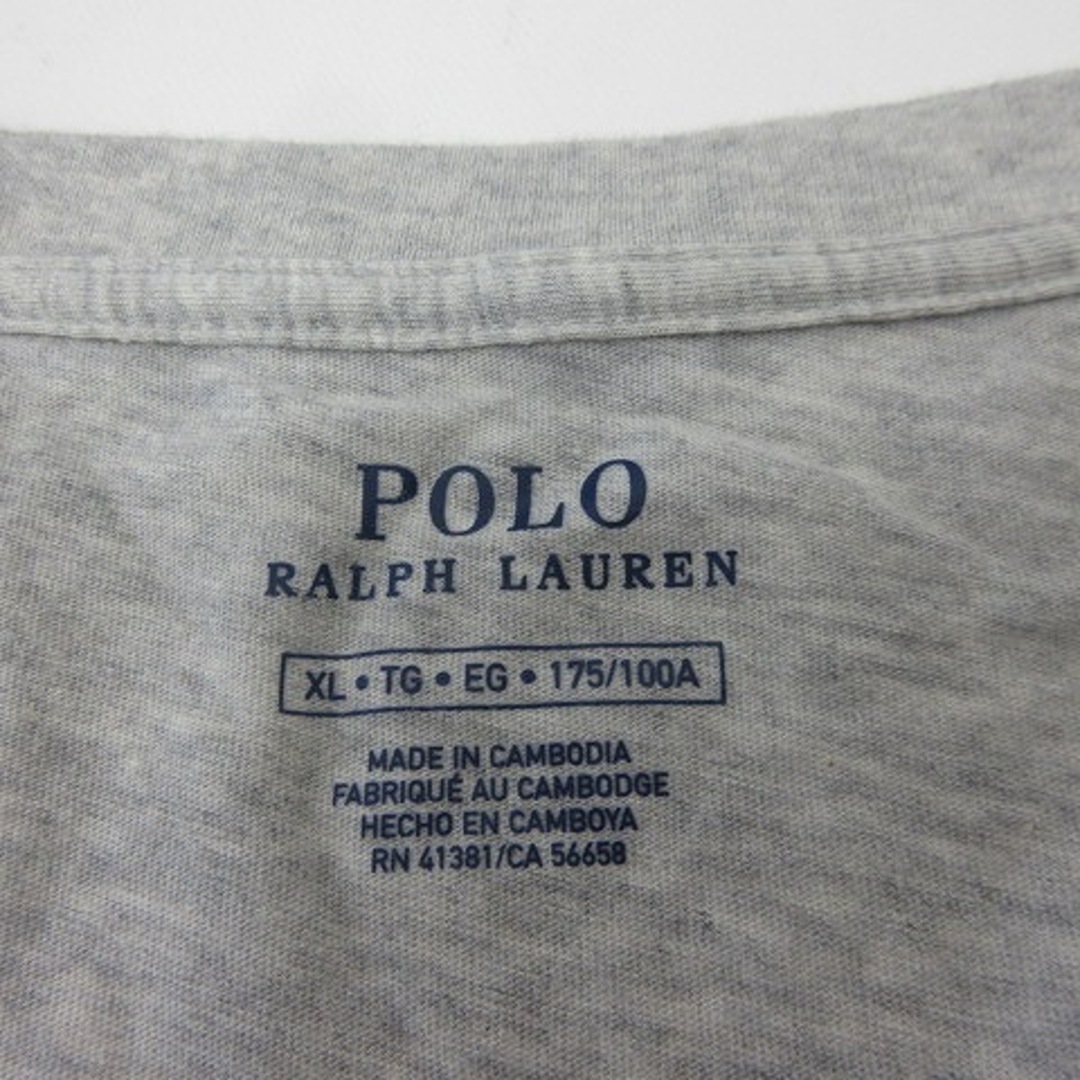 POLO
RALPH LAUREN
XL • TG • EG • 175/100A
MADE IN CAMBODIA
FABRIQUÉ AU CAMBODGE
HECHO EN CAMBOYA
RN 41381/CA 56658